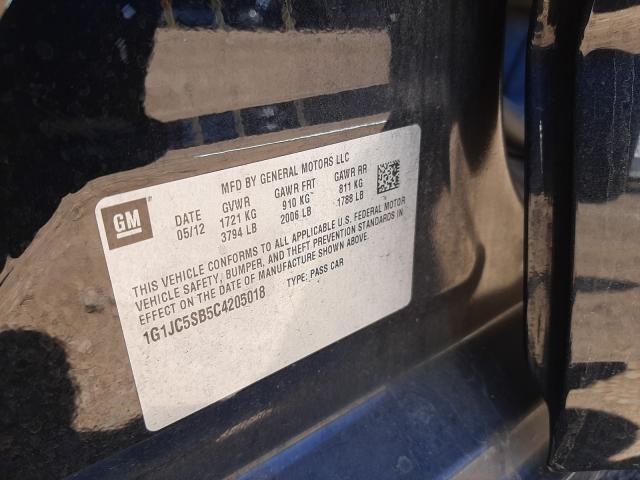 MFD BY GENERAL MOTORS LLC
GM
DATE GVWR GAWR FRT GAWR RR
05/12 1721 KG 910 KG 811 KG
3794 LB 2006 LB 1788 LB
THIS VEHICLE CONFORMS TO ALL APPLICABLE U.S. FEDERAL MOTOR
VEHICLE SAFETY, BUMPER, AND THEFT PREVENTION STANDARDS IN
EFFECT ON THE DATE OF MANUFACTURE SHOWN ABOVE.
1G1JC5SB5C4205018 TYPE: PASS CAR